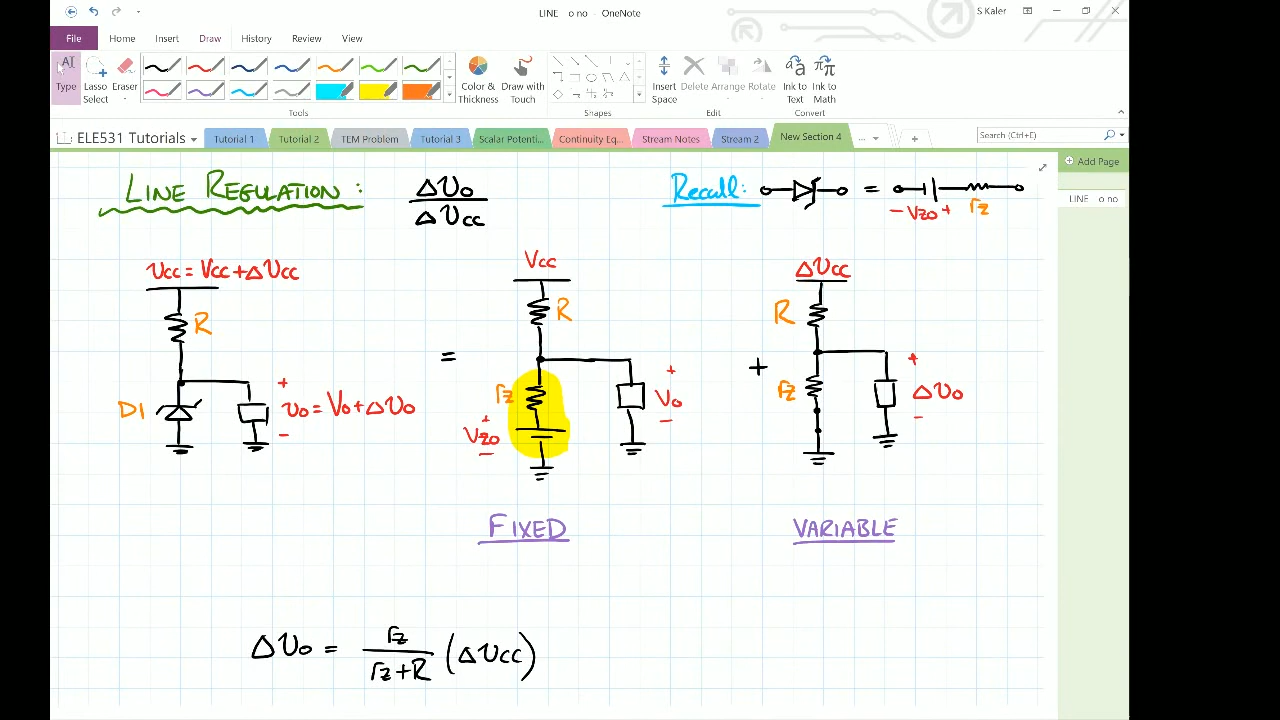 LINE o no - OneNote
S Kaler
File Home Insert Draw History Review View
Type
Lasso Select
Eraser
Color & Thickness
Draw with Touch
Insert Space
Delete
Arrange
Rotate
Ink to Text
Ink to Math
Tools
Shapes
Edit
Convert
ELE531 Tutorials
Tutorial 1
Tutorial 2
TEM Problem
Tutorial 3
Scalar Potenti...
Continuity Equ...
Stream Notes
Stream 2
New Section 4
...
Search (Ctrl+E)
Add Page
LINE o no
LINE REGULATION: ΔVo / ΔVcc
Recall: =
- Vzo + rz
Vcc = Vcc + ΔVcc
Vcc
ΔVcc
R
R
R
= +
D1
+
vo = Vo + ΔVo
-
rz
+
Vzo
-
+
Vo
-
rz
+
ΔVo
-
FIXED
VARIABLE
ΔVo = rz / (rz + R) (ΔVcc)